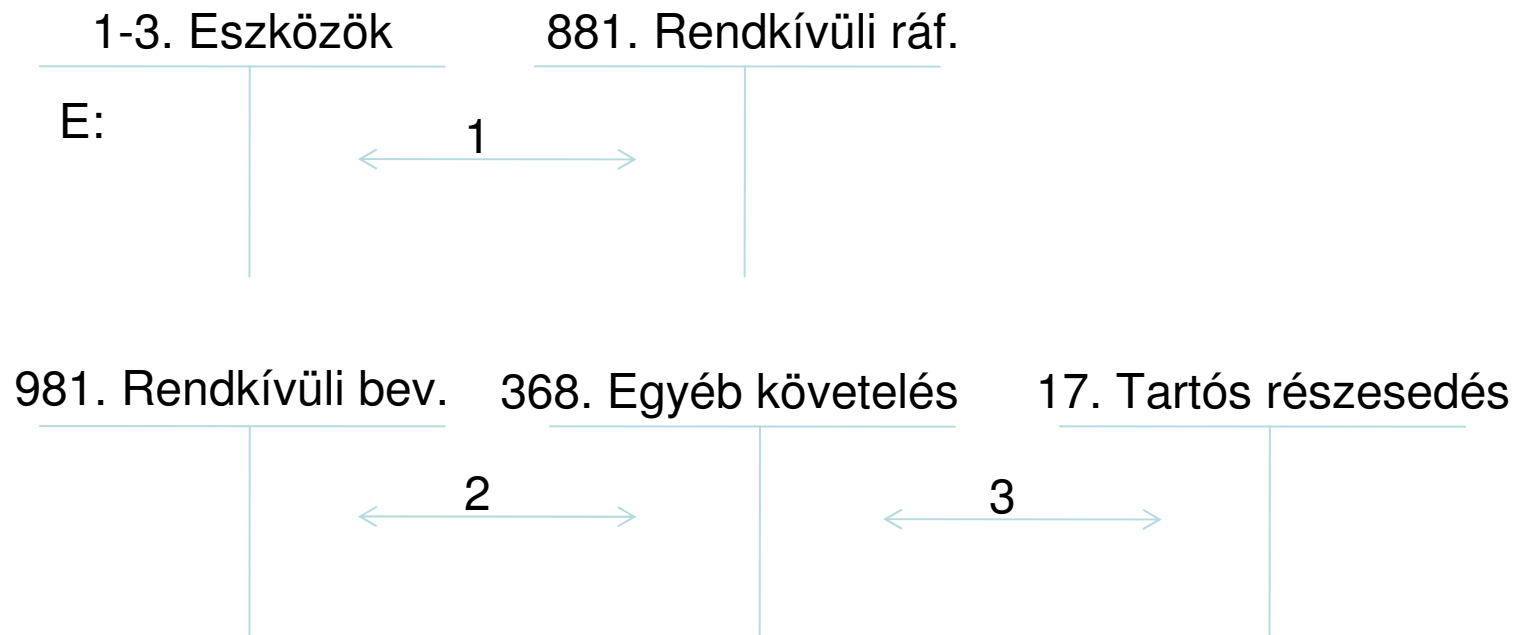 1-3. Eszközök
881. Rendkívüli ráf.
E:
1
981. Rendkívüli bev.
368. Egyéb követelés
17. Tartós részesedés
2
3